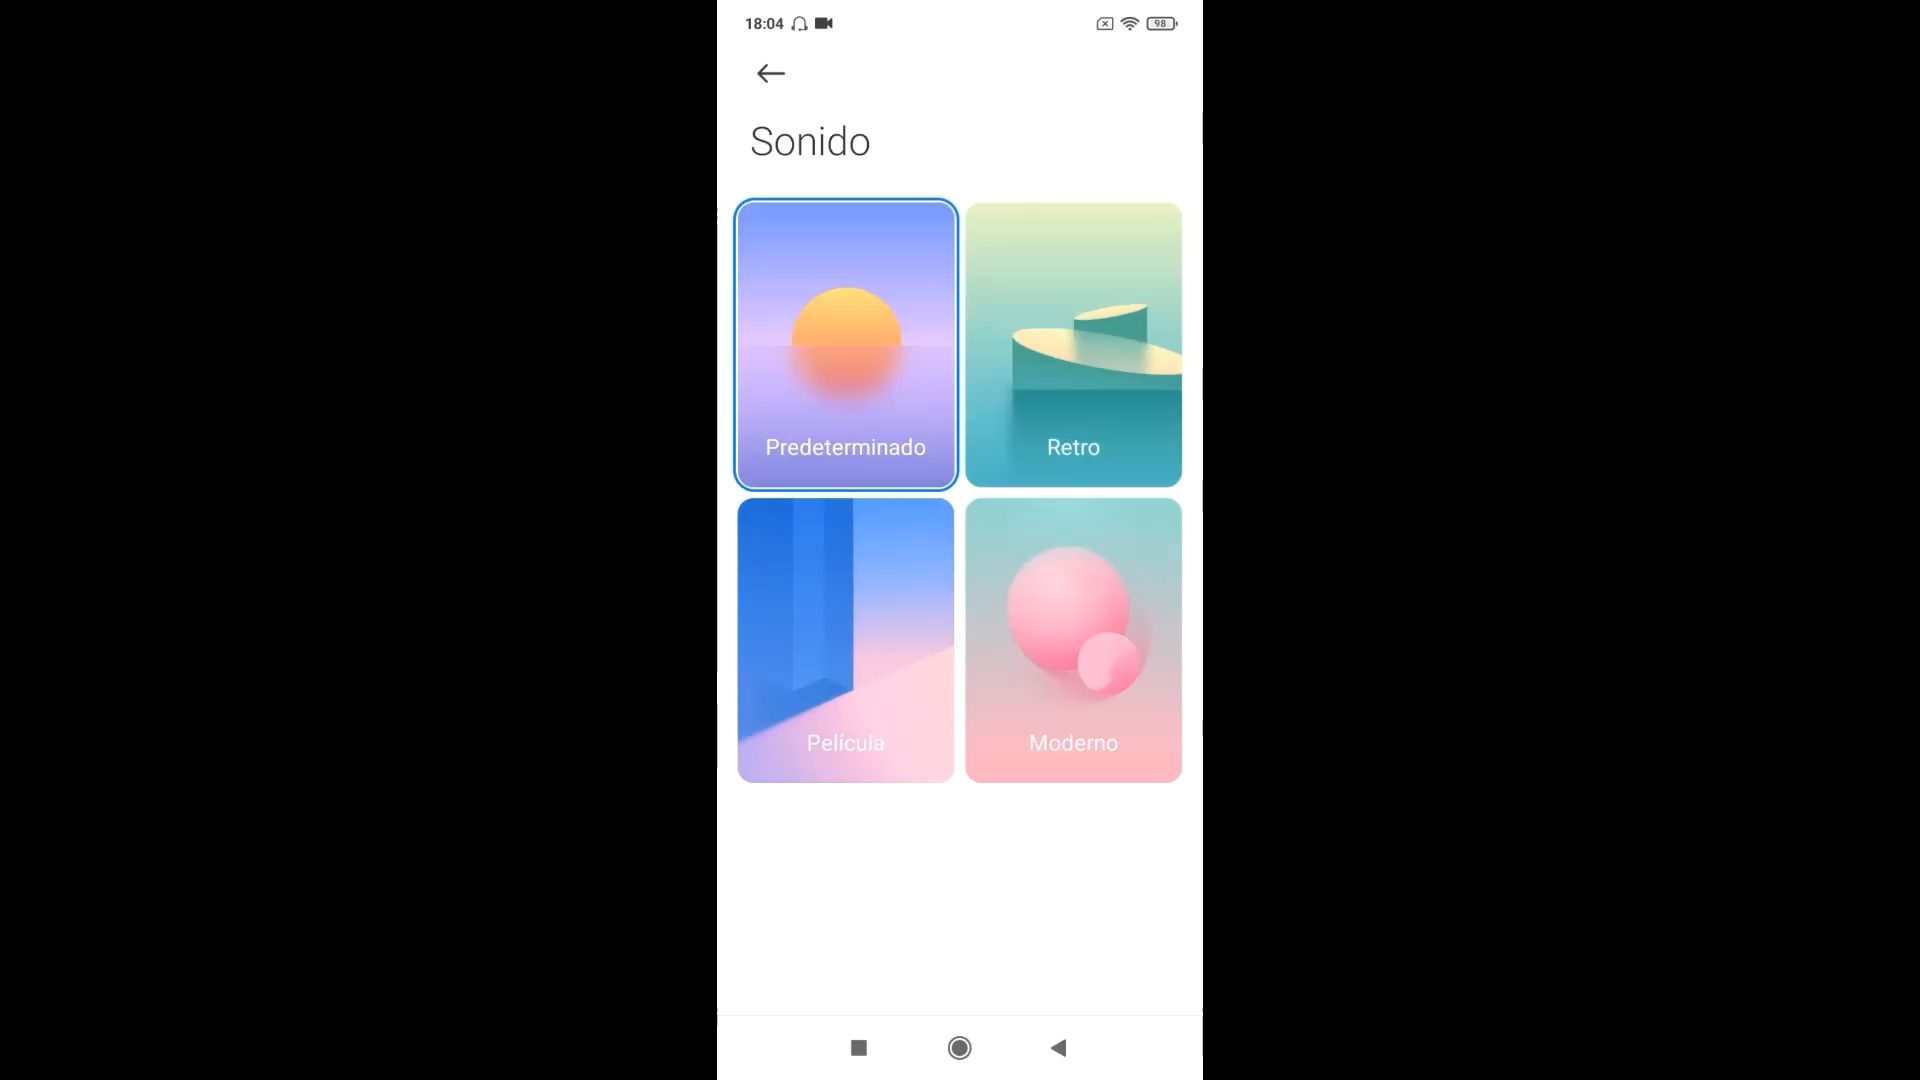 18:04
98
Sonido
Predeterminado
Retro
Película
Moderno